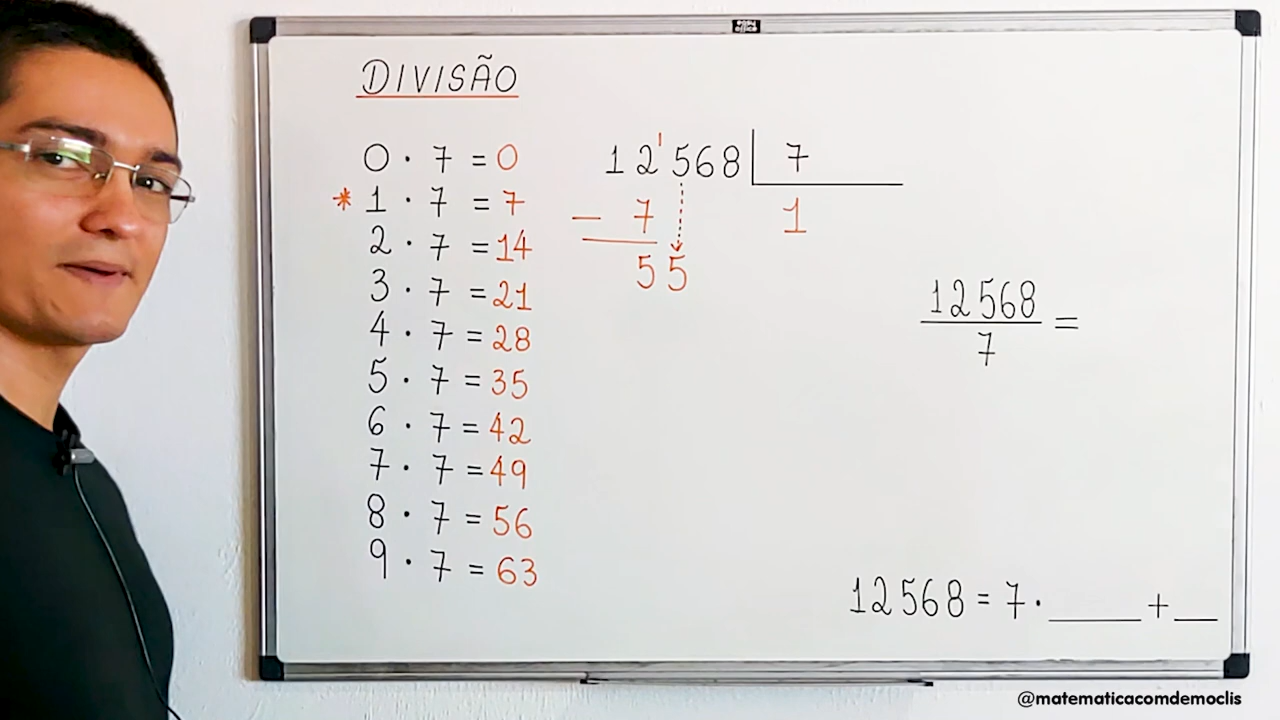 DIVISÃO
0 · 7 = 0
* 1 · 7 = 7
2 · 7 = 14
3 · 7 = 21
4 · 7 = 28
5 · 7 = 35
6 · 7 = 42
7 · 7 = 49
8 · 7 = 56
9 · 7 = 63
12'568 | 7
− 7 1
55
12568
7 =
12568 = 7 · ____ + __
@matematicacomdemoclis